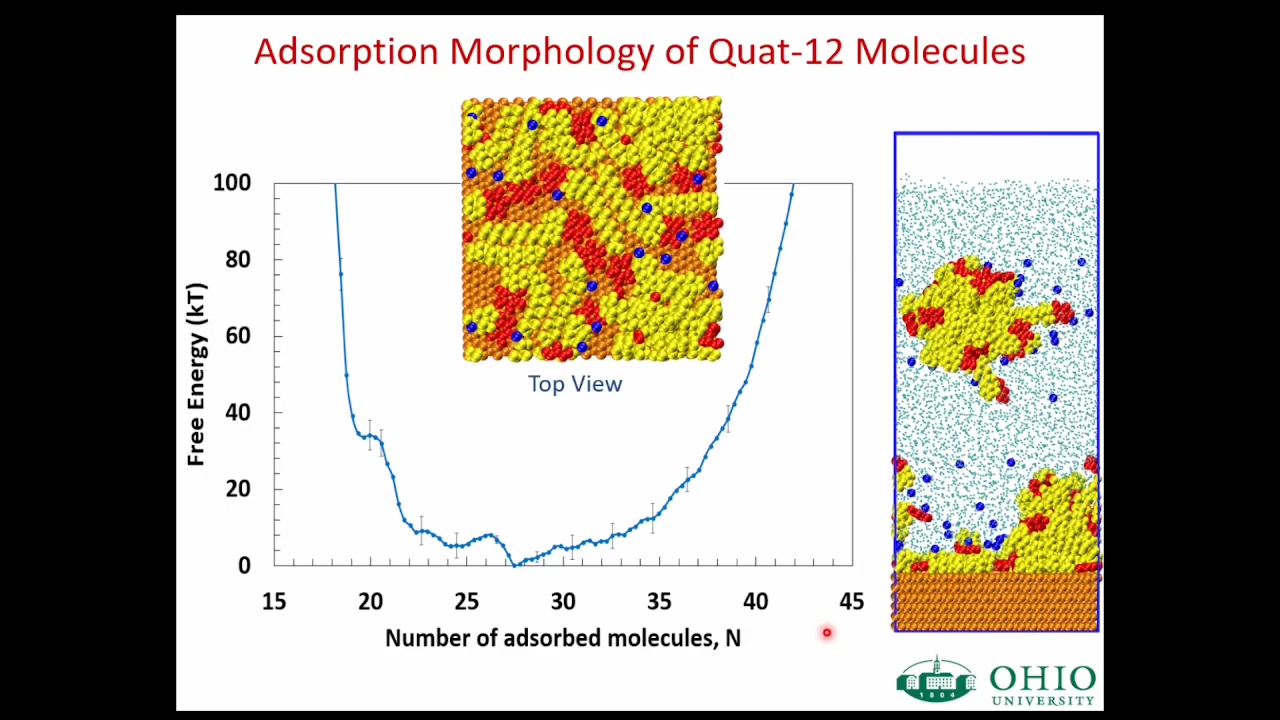 Adsorption Morphology of Quat-12 Molecules
Top View
Free Energy (kT)
100
80
60
40
20
0
15 20 25 30 35 40 45
Number of adsorbed molecules, N
1804
OHIO
UNIVERSITY